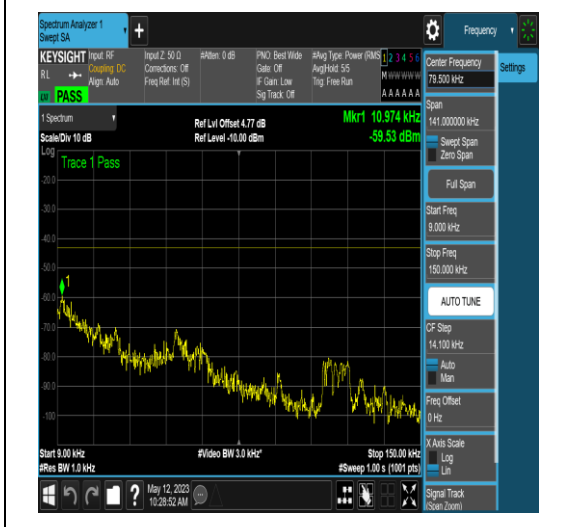 Spectrum Analyzer 1
Swept SA
+
Frequency
KEYSIGHT
RL
PASS
Input: RF
Coupling: DC
Align: Auto
Input Z: 50 Ω
Corrections: Off
Freq Ref: Int (S)
#Atten: 0 dB
PNO: Best Wide
Gate: Off
IF Gain: Low
Sig Track: Off
#Avg Type: Power (RMS)
Avg|Hold: 5/5
Trig: Free Run
1 2 3 4 5 6
M W W W W W
A A A A A A
1 Spectrum
Scale/Div 10 dB
Ref Lvl Offset 4.77 dB
Ref Level -10.00 dBm
Mkr1 10.974 kHz
-59.53 dBm
Log
Trace 1 Pass
-20.0
-30.0
-40.0
-50.0
-60.0
-70.0
-80.0
-90.0
-100
1
Start 9.00 kHz
#Res BW 1.0 kHz
#Video BW 3.0 kHz*
Stop 150.00 kHz
#Sweep 1.00 s (1001 pts)
Center Frequency
79.500 kHz
Settings
Span
141.000000 kHz
Swept Span
Zero Span
Full Span
Start Freq
9.000 kHz
Stop Freq
150.000 kHz
AUTO TUNE
CF Step
14.100 kHz
Auto
Man
Freq Offset
0 Hz
X Axis Scale
Log
Lin
Signal Track
(Span Zoom)
?
May 12, 2023
10:28:52 AM